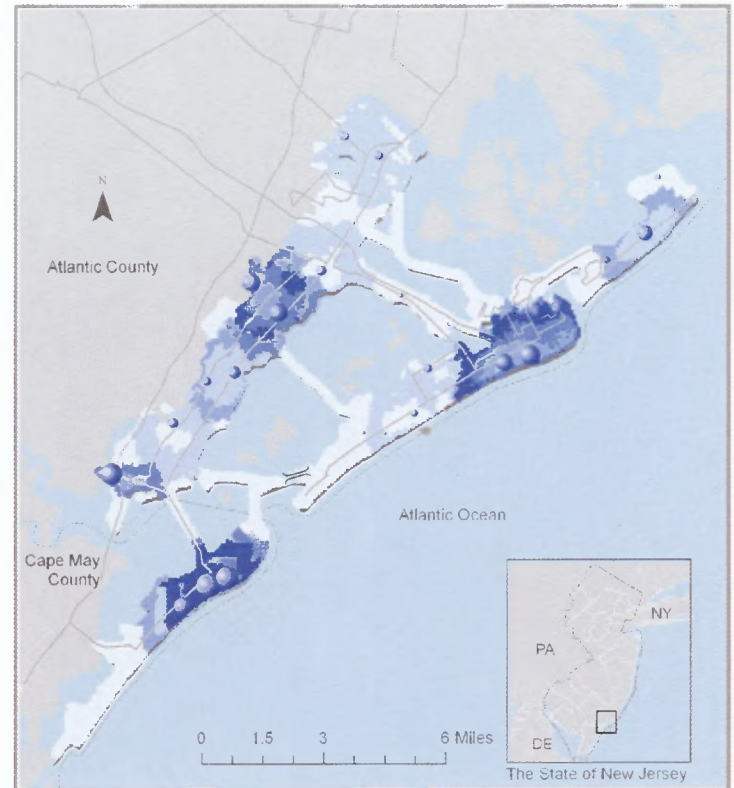 N
Atlantic County
Atlantic Ocean
Cape May
County
NY
PA
DE
0 1.5 3 6 Miles
The State of New Jersey